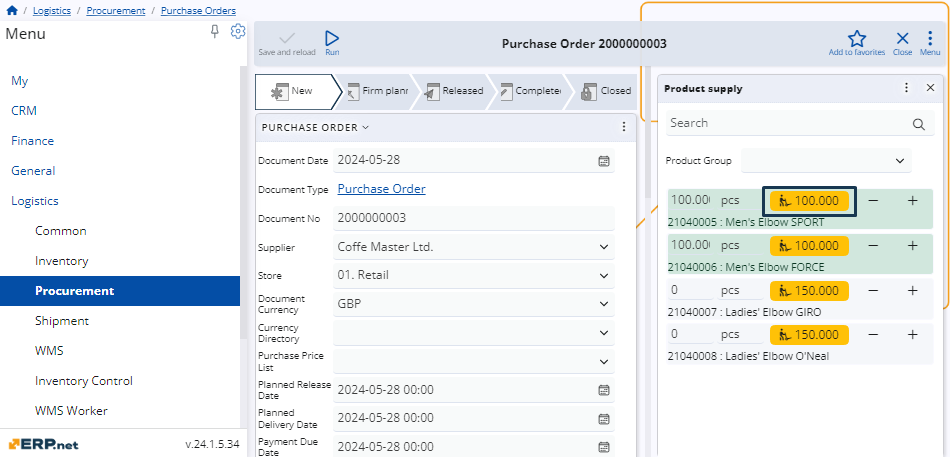 / Logistics / Procurement / Purchase Orders
Menu
My
CRM
Finance
General
Logistics
Common
Inventory
Procurement
Shipment
WMS
Inventory Control
WMS Worker
ERP.net
v.24.1.5.34
Save and reload
Run
Purchase Order 2000000003
Add to favorites
Close
Menu
New
Firm plann
Released
Complete
Closed
PURCHASE ORDER
Document Date 2024-05-28
Document Type Purchase Order
Document No 2000000003
Supplier Coffe Master Ltd.
Store 01. Retail
Document
Currency GBP
Currency
Directory
Purchase Price
List
Planned Release
Date 2024-05-28 00:00
Planned
Delivery Date 2024-05-28 00:00
Payment Due
Date 2024-05-28 00:00
Product supply
Search
Product Group
100.00 pcs 100.000 − +
21040005 : Men's Elbow SPORT
100.00 pcs 100.000 − +
21040006 : Men's Elbow FORCE
0 pcs 150.000 − +
21040007 : Ladies' Elbow GIRO
0 pcs 150.000 − +
21040008 : Ladies' Elbow O'Neal